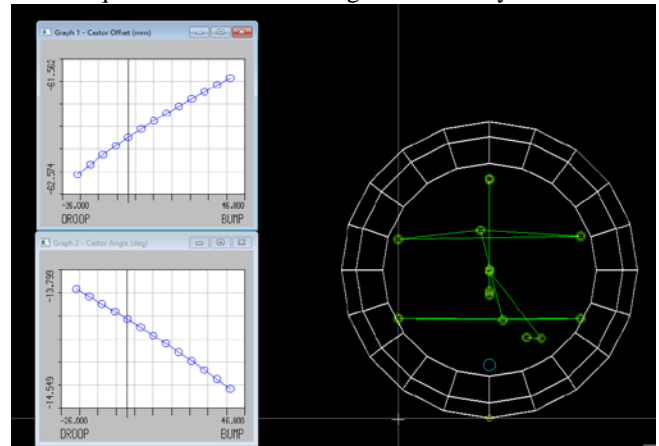 Graph 1 - Castor Offset (mm)
-61.562
-62.574
-26.000 46.000
DROOP BUMP
Graph 2 - Castor Angle (deg)
-13.799
-14.549
-26.000 46.000
DROOP BUMP